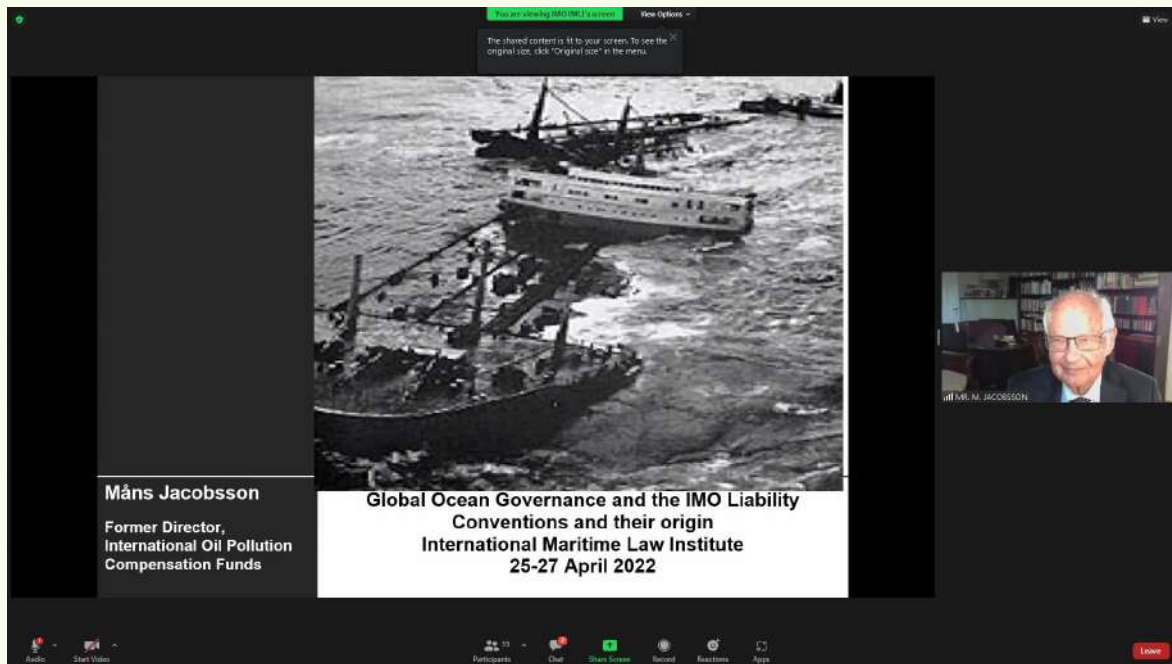 You are viewing IMO IMLI's screen
View Options
View
The shared content is fit to your screen. To see the
original size, click "Original size" in the menu.
MR. M. JACOBSSON
Måns Jacobsson
Former Director,
International Oil Pollution
Compensation Funds
Global Ocean Governance and the IMO Liability
Conventions and their origin
International Maritime Law Institute
25-27 April 2022
Audio
Start Video
Participants
Chat
Share Screen
Record
Reactions
Apps
Leave